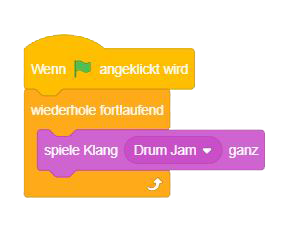 Wenn angeklickt wird
wiederhole fortlaufend
spiele Klang Drum Jam ganz